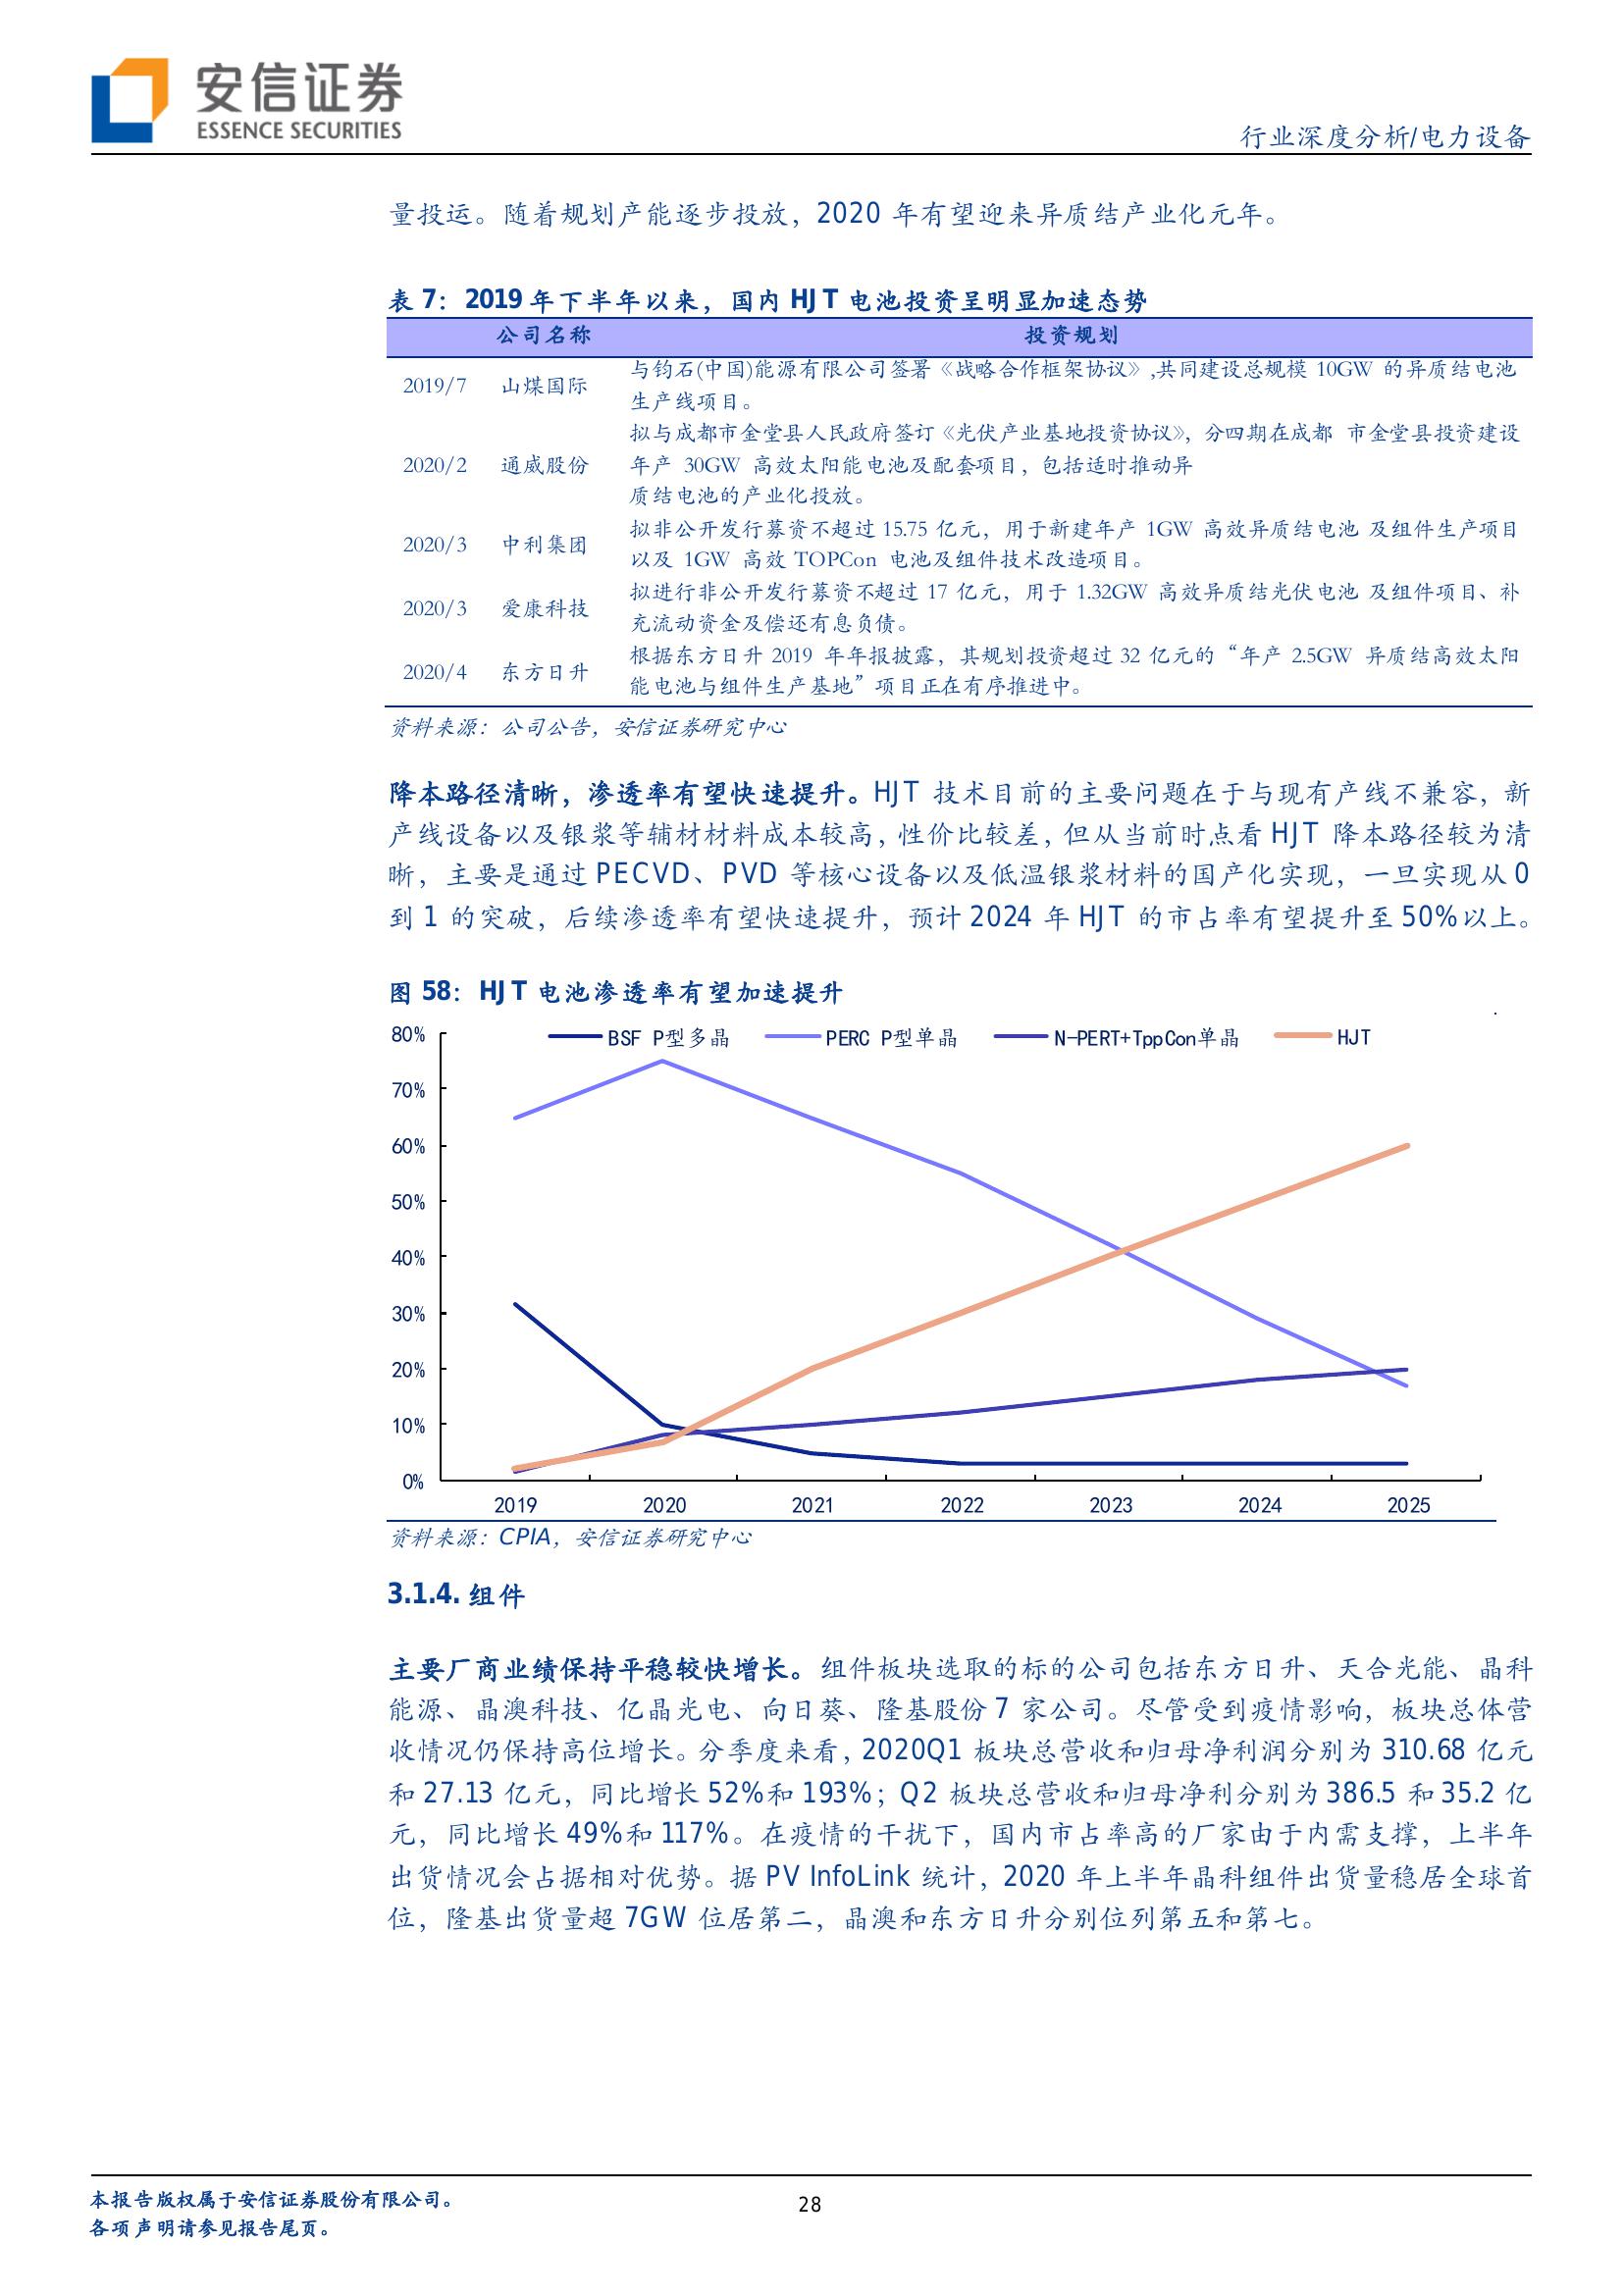 安信证券
ESSENCE SECURITIES
行业深度分析/电力设备
量投运。随着规划产能逐步投放，2020 年有望迎来异质结产业化元年。
表 7：2019 年下半年以来，国内 HJT 电池投资呈明显加速态势
公司名称 投资规划
2019/7 山煤国际 与钧石(中国)能源有限公司签署《战略合作框架协议》,共同建设总规模 10GW 的异质结电池
生产线项目。
2020/2 通威股份 拟与成都市金堂县人民政府签订《光伏产业基地投资协议》，分四期在成都 市金堂县投资建设
年产 30GW 高效太阳能电池及配套项目，包括适时推动异
质结电池的产业化投放。
2020/3 中利集团 拟非公开发行募资不超过 15.75 亿元，用于新建年产 1GW 高效异质结电池 及组件生产项目
以及 1GW 高效 TOPCon 电池及组件技术改造项目。
2020/3 爱康科技 拟进行非公开发行募资不超过 17 亿元，用于 1.32GW 高效异质结光伏电池 及组件项目、补
充流动资金及偿还有息负债。
2020/4 东方日升 根据东方日升 2019 年年报披露，其规划投资超过 32 亿元的“年产 2.5GW 异质结高效太阳
能电池与组件生产基地”项目正在有序推进中。
资料来源：公司公告，安信证券研究中心
降本路径清晰，渗透率有望快速提升。HJT 技术目前的主要问题在于与现有产线不兼容，新
产线设备以及银浆等辅材材料成本较高，性价比较差，但从当前时点看 HJT 降本路径较为清
晰，主要是通过 PECVD、PVD 等核心设备以及低温银浆材料的国产化实现，一旦实现从 0
到 1 的突破，后续渗透率有望快速提升，预计 2024 年 HJT 的市占率有望提升至 50%以上。
图 58：HJT 电池渗透率有望加速提升
BSF P型多晶 PERC P型单晶 N-PERT+TppCon单晶 HJT
80%
70%
60%
50%
40%
30%
20%
10%
0%
2019 2020 2021 2022 2023 2024 2025
资料来源：CPIA，安信证券研究中心
3.1.4. 组件
主要厂商业绩保持平稳较快增长。组件板块选取的标的公司包括东方日升、天合光能、晶科
能源、晶澳科技、亿晶光电、向日葵、隆基股份 7 家公司。尽管受到疫情影响，板块总体营
收情况仍保持高位增长。分季度来看，2020Q1 板块总营收和归母净利润分别为 310.68 亿元
和 27.13 亿元，同比增长 52%和 193%；Q2 板块总营收和归母净利分别为 386.5 和 35.2 亿
元，同比增长 49%和 117%。在疫情的干扰下，国内市占率高的厂家由于内需支撑，上半年
出货情况会占据相对优势。据 PV InfoLink 统计，2020 年上半年晶科组件出货量稳居全球首
位，隆基出货量超 7GW 位居第二，晶澳和东方日升分别位列第五和第七。
本报告版权属于安信证券股份有限公司。
各项声明请参见报告尾页。
28